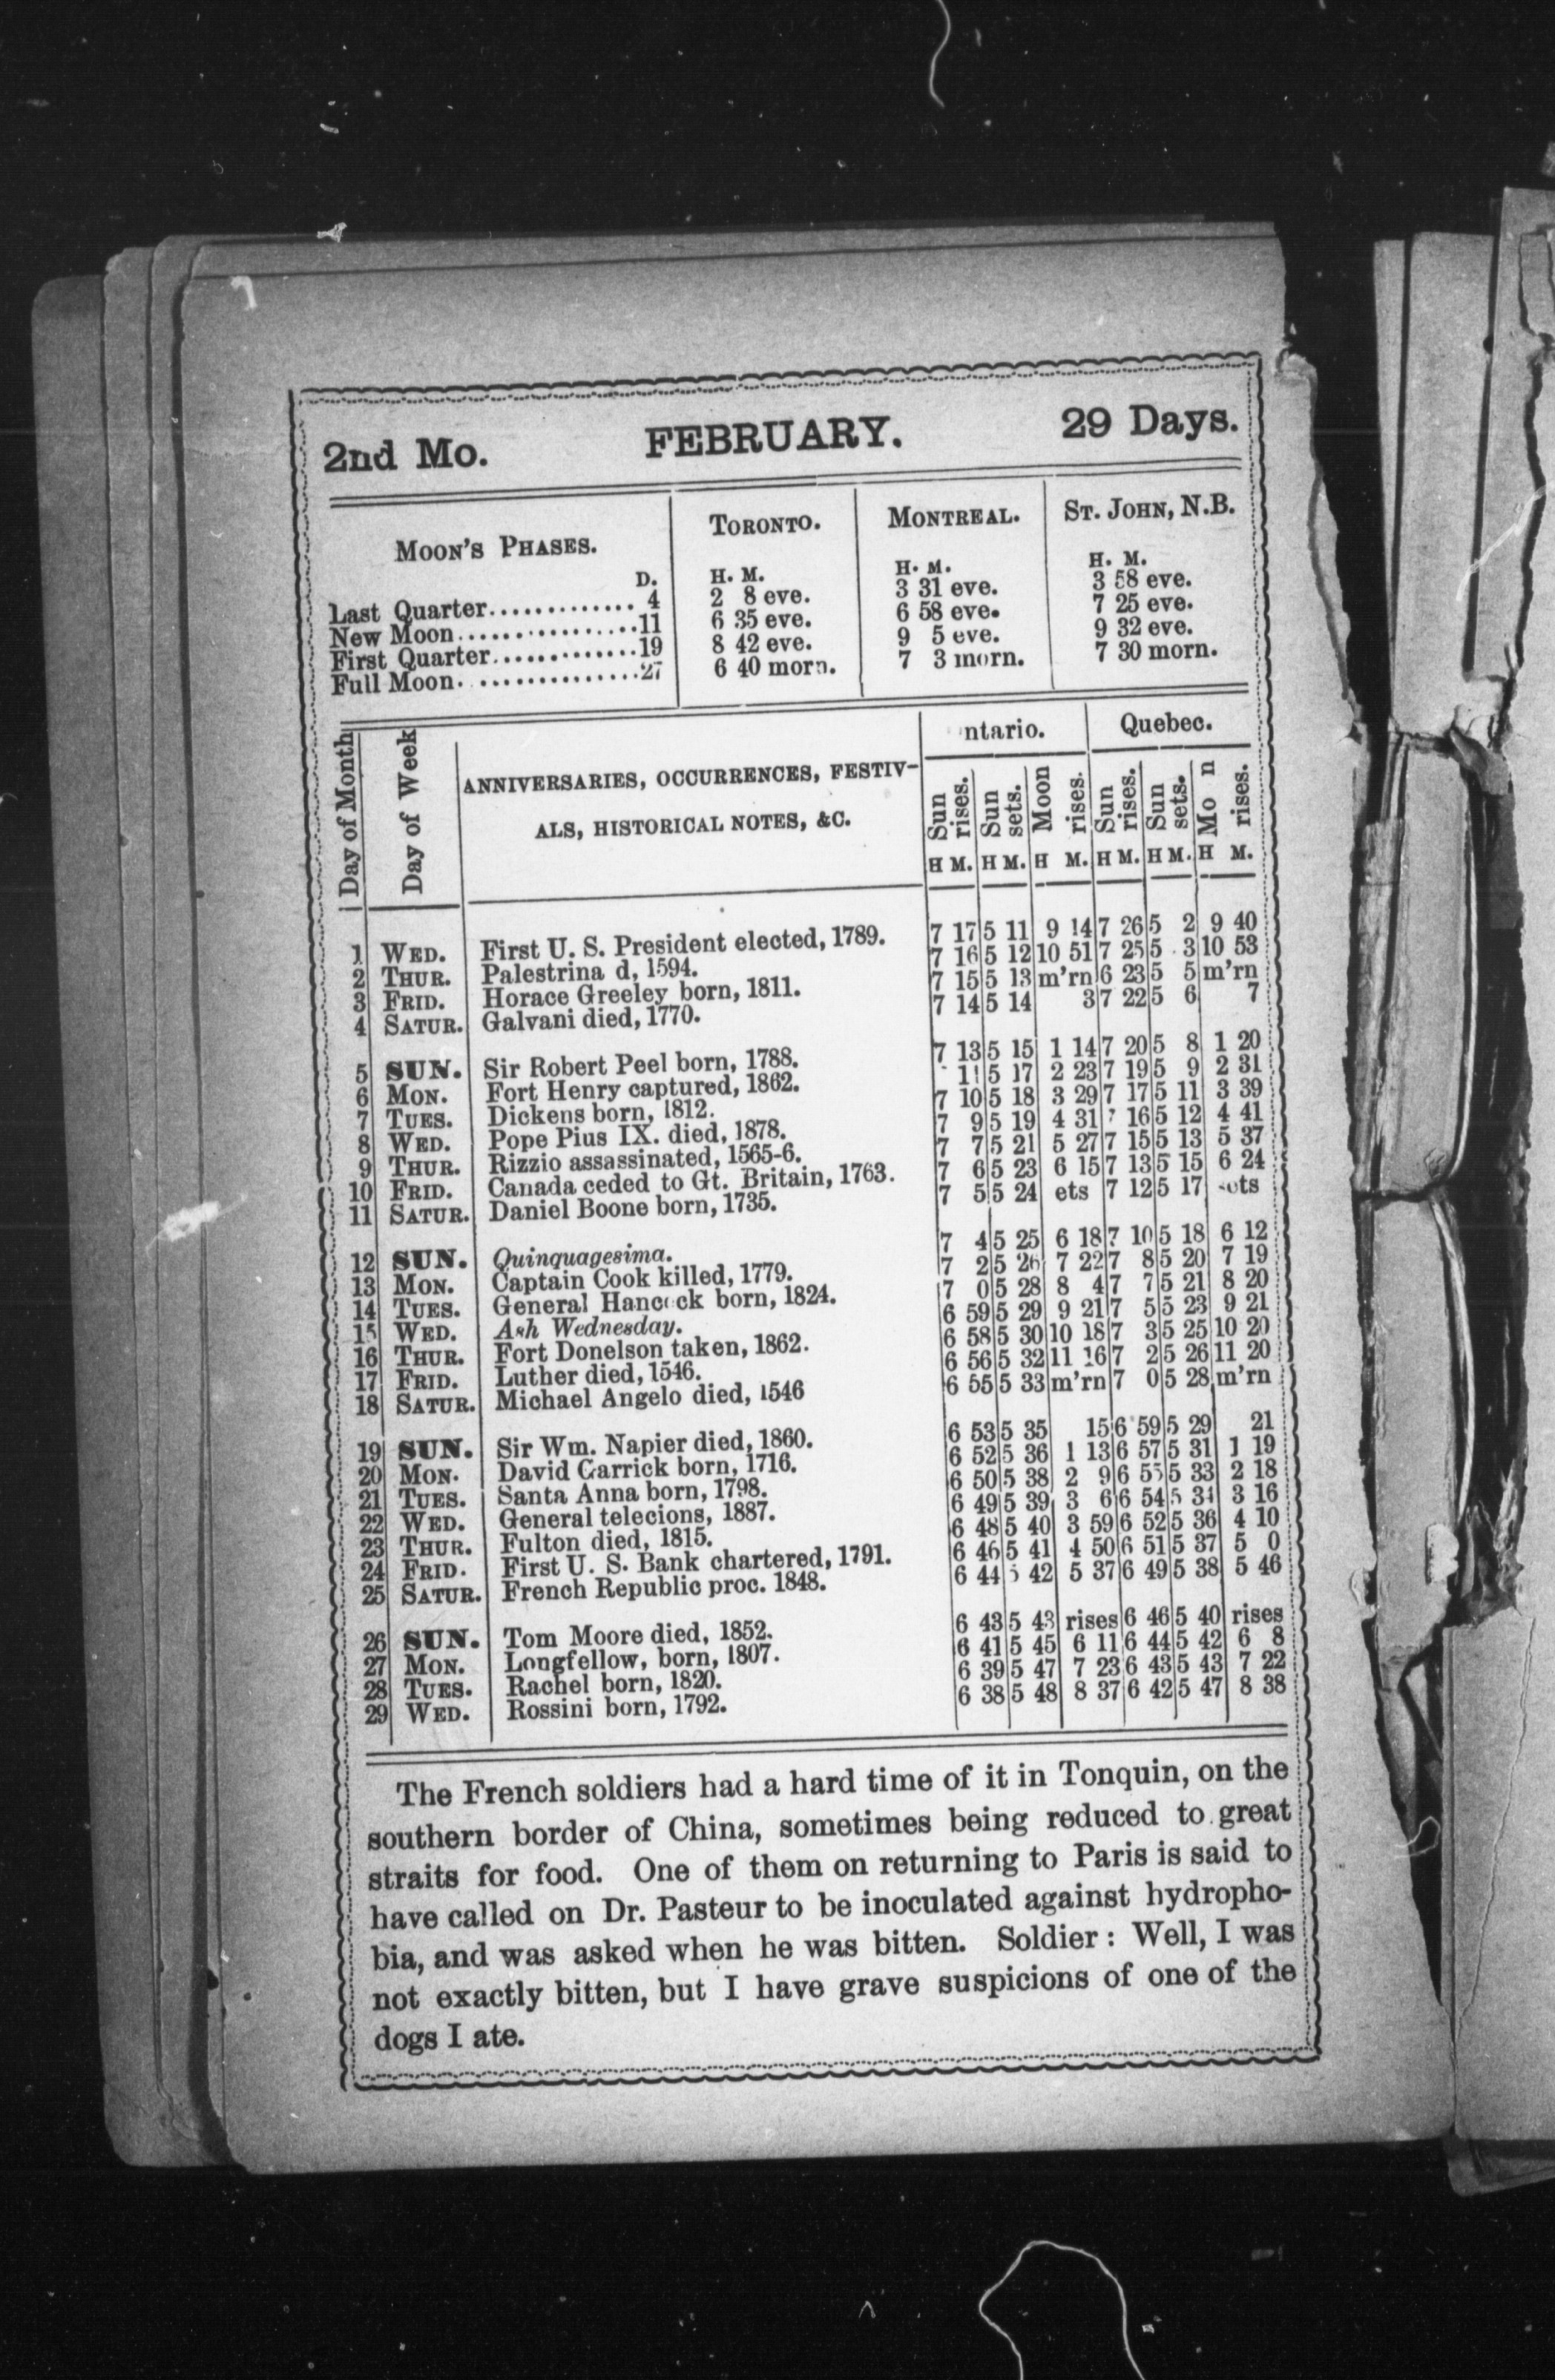 2nd Mo. FEBRUARY. 29 Days.
MOON'S PHASES. TORONTO. MONTREAL. ST. JOHN, N.B.
D. H. M. H. M. H. M.
Last Quarter............. 4 2 8 eve. 3 31 eve. 3 58 eve.
New Moon................11 6 35 eve. 6 58 eve. 7 25 eve.
First Quarter.............19 8 42 eve. 9 5 eve. 9 32 eve.
Full Moon................27 6 40 morn. 7 3 morn. 7 30 morn.
Day of Month Day of Week ANNIVERSARIES, OCCURRENCES, FESTIV-
ALS, HISTORICAL NOTES, &C.
ntario. Quebec.
Sun rises. Sun sets. Moon rises. Sun rises. Sun sets. Mo n rises.
H M. H M. H M. H M. H M. H M.
1 WED. First U. S. President elected, 1789. 7 17 5 11 9 14 7 26 5 2 9 40
2 THUR. Palestrina d, 1594. 7 16 5 12 10 51 7 25 5 3 10 53
3 FRID. Horace Greeley born, 1811. 7 15 5 13 m'rn 6 23 5 5 m'rn
4 SATUR. Galvani died, 1770. 7 14 5 14 3 7 22 5 6 7
5 SUN. Sir Robert Peel born, 1788. 7 13 5 15 1 14 7 20 5 8 1 20
6 MON. Fort Henry captured, 1862. 11 5 17 2 23 7 19 5 9 2 31
7 TUES. Dickens born, 1812. 7 10 5 18 3 29 7 17 5 11 3 39
8 WED. Pope Pius IX. died, 1878. 7 9 5 19 4 31 7 16 5 12 4 41
9 THUR. Rizzio assassinated, 1565-6. 7 7 5 21 5 27 7 15 5 13 5 37
10 FRID. Canada ceded to Gt. Britain, 1763. 7 6 5 23 6 15 7 13 5 15 6 24
11 SATUR. Daniel Boone born, 1735. 7 5 5 24 ets 7 12 5 17 ets
12 SUN. Quinquagesima. 7 4 5 25 6 18 7 10 5 18 6 12
13 MON. Captain Cook killed, 1779. 7 2 5 26 7 22 7 8 5 20 7 19
14 TUES. General Hancock born, 1824. 7 0 5 28 8 4 7 7 5 21 8 20
15 WED. Ash Wednesday. 6 59 5 29 9 21 7 5 5 23 9 21
16 THUR. Fort Donelson taken, 1862. 6 58 5 30 10 18 7 3 5 25 10 20
17 FRID. Luther died, 1546. 6 56 5 32 11 16 7 2 5 26 11 20
18 SATUR. Michael Angelo died, 1546 6 55 5 33 m'rn 7 0 5 28 m'rn
19 SUN. Sir Wm. Napier died, 1860. 6 53 5 35 15 6 59 5 29 21
20 MON. David Garrick born, 1716. 6 52 5 36 1 13 6 57 5 31 1 19
21 TUES. Santa Anna born, 1798. 6 50 5 38 2 9 6 55 5 33 2 18
22 WED. General telecions, 1887. 6 49 5 39 3 6 6 54 5 34 3 16
23 THUR. Fulton died, 1815. 6 48 5 40 3 59 6 52 5 36 4 10
24 FRID. First U. S. Bank chartered, 1791. 6 46 5 41 4 50 6 51 5 37 5 0
25 SATUR. French Republic proc. 1848. 6 44 5 42 5 37 6 49 5 38 5 46
26 SUN. Tom Moore died, 1852. 6 43 5 43 rises 6 46 5 40 rises
27 MON. Longfellow, born, 1807. 6 41 5 45 6 11 6 44 5 42 6 8
28 TUES. Rachel born, 1820. 6 39 5 47 7 23 6 43 5 43 7 22
29 WED. Rossini born, 1792. 6 38 5 48 8 37 6 42 5 47 8 38
The French soldiers had a hard time of it in Tonquin, on the
southern border of China, sometimes being reduced to great
straits for food. One of them on returning to Paris is said to
have called on Dr. Pasteur to be inoculated against hydropho-
bia, and was asked when he was bitten. Soldier : Well, I was
not exactly bitten, but I have grave suspicions of one of the
dogs I ate.